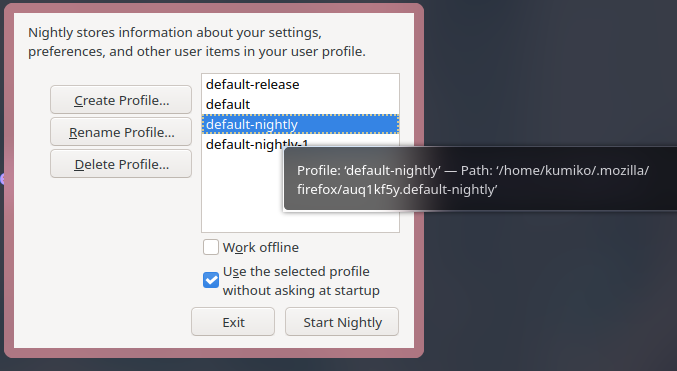 Nightly stores information about your settings,
preferences, and other user items in your user profile.
Create Profile...
Rename Profile...
Delete Profile...
default-release
default
default-nightly
default-nightly-1
Profile: ‘default-nightly’ — Path: ‘/home/kumiko/.mozilla/
firefox/auq1kf5y.default-nightly’
Work offline
Use the selected profile
without asking at startup
Exit
Start Nightly